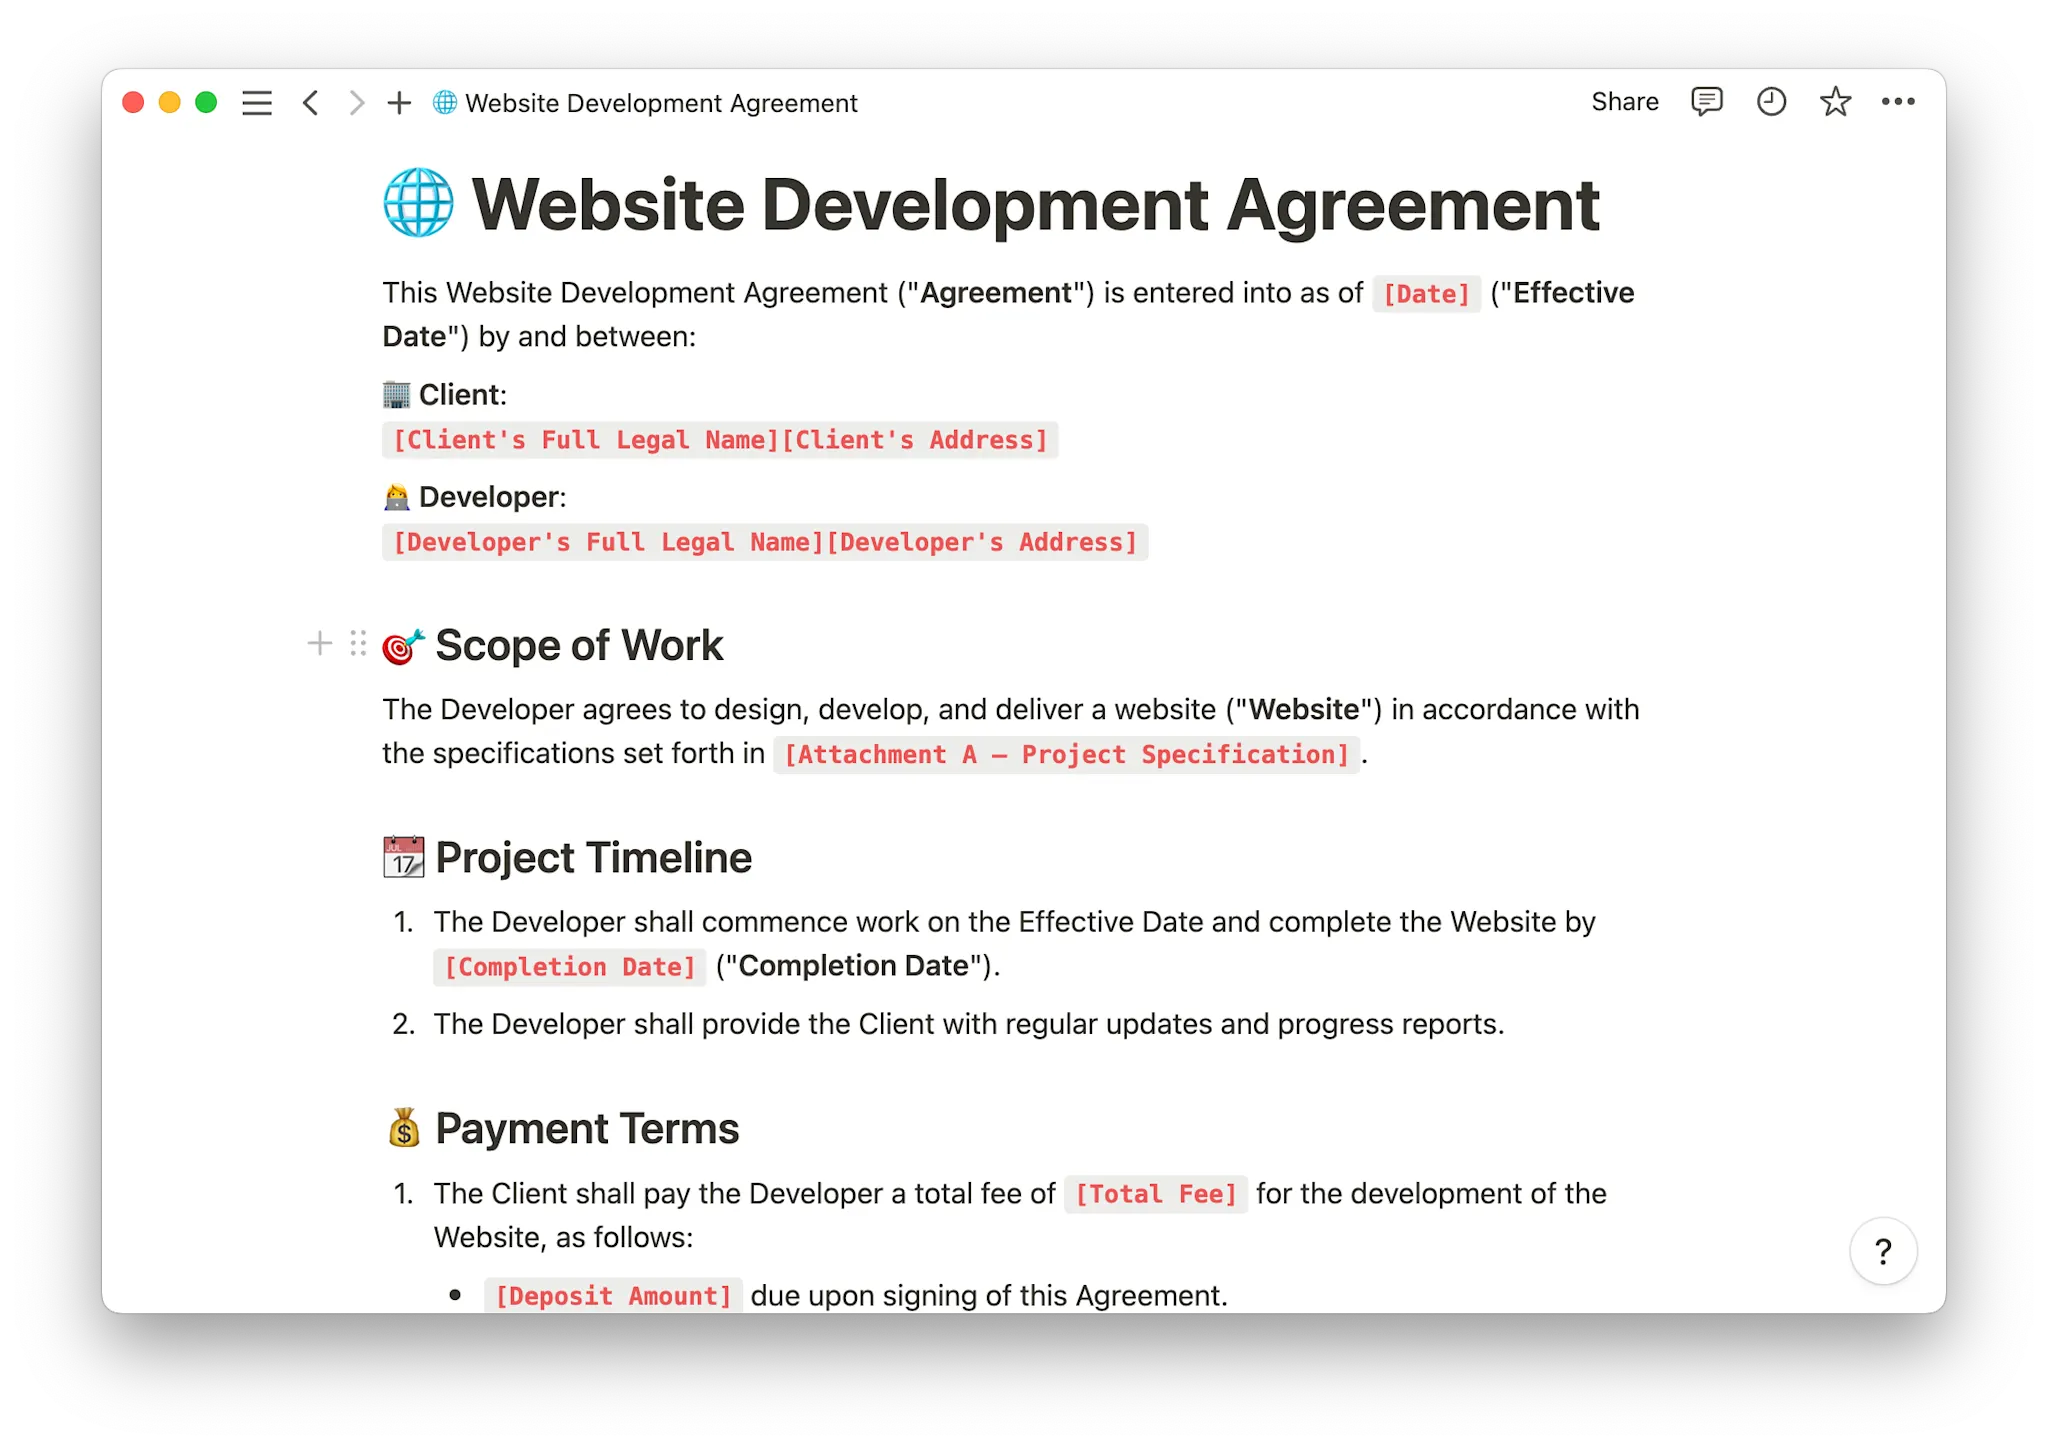 Website Development Agreement
Share
Website Development Agreement
This Website Development Agreement ("Agreement") is entered into as of [Date] ("Effective
Date") by and between:
Client:
[Client's Full Legal Name][Client's Address]
Developer:
[Developer's Full Legal Name][Developer's Address]
Scope of Work
The Developer agrees to design, develop, and deliver a website ("Website") in accordance with
the specifications set forth in [Attachment A – Project Specification].
JUL
17
Project Timeline
1. The Developer shall commence work on the Effective Date and complete the Website by
[Completion Date] ("Completion Date").
2. The Developer shall provide the Client with regular updates and progress reports.
$
Payment Terms
1. The Client shall pay the Developer a total fee of [Total Fee] for the development of the
Website, as follows:
• [Deposit Amount] due upon signing of this Agreement.
?